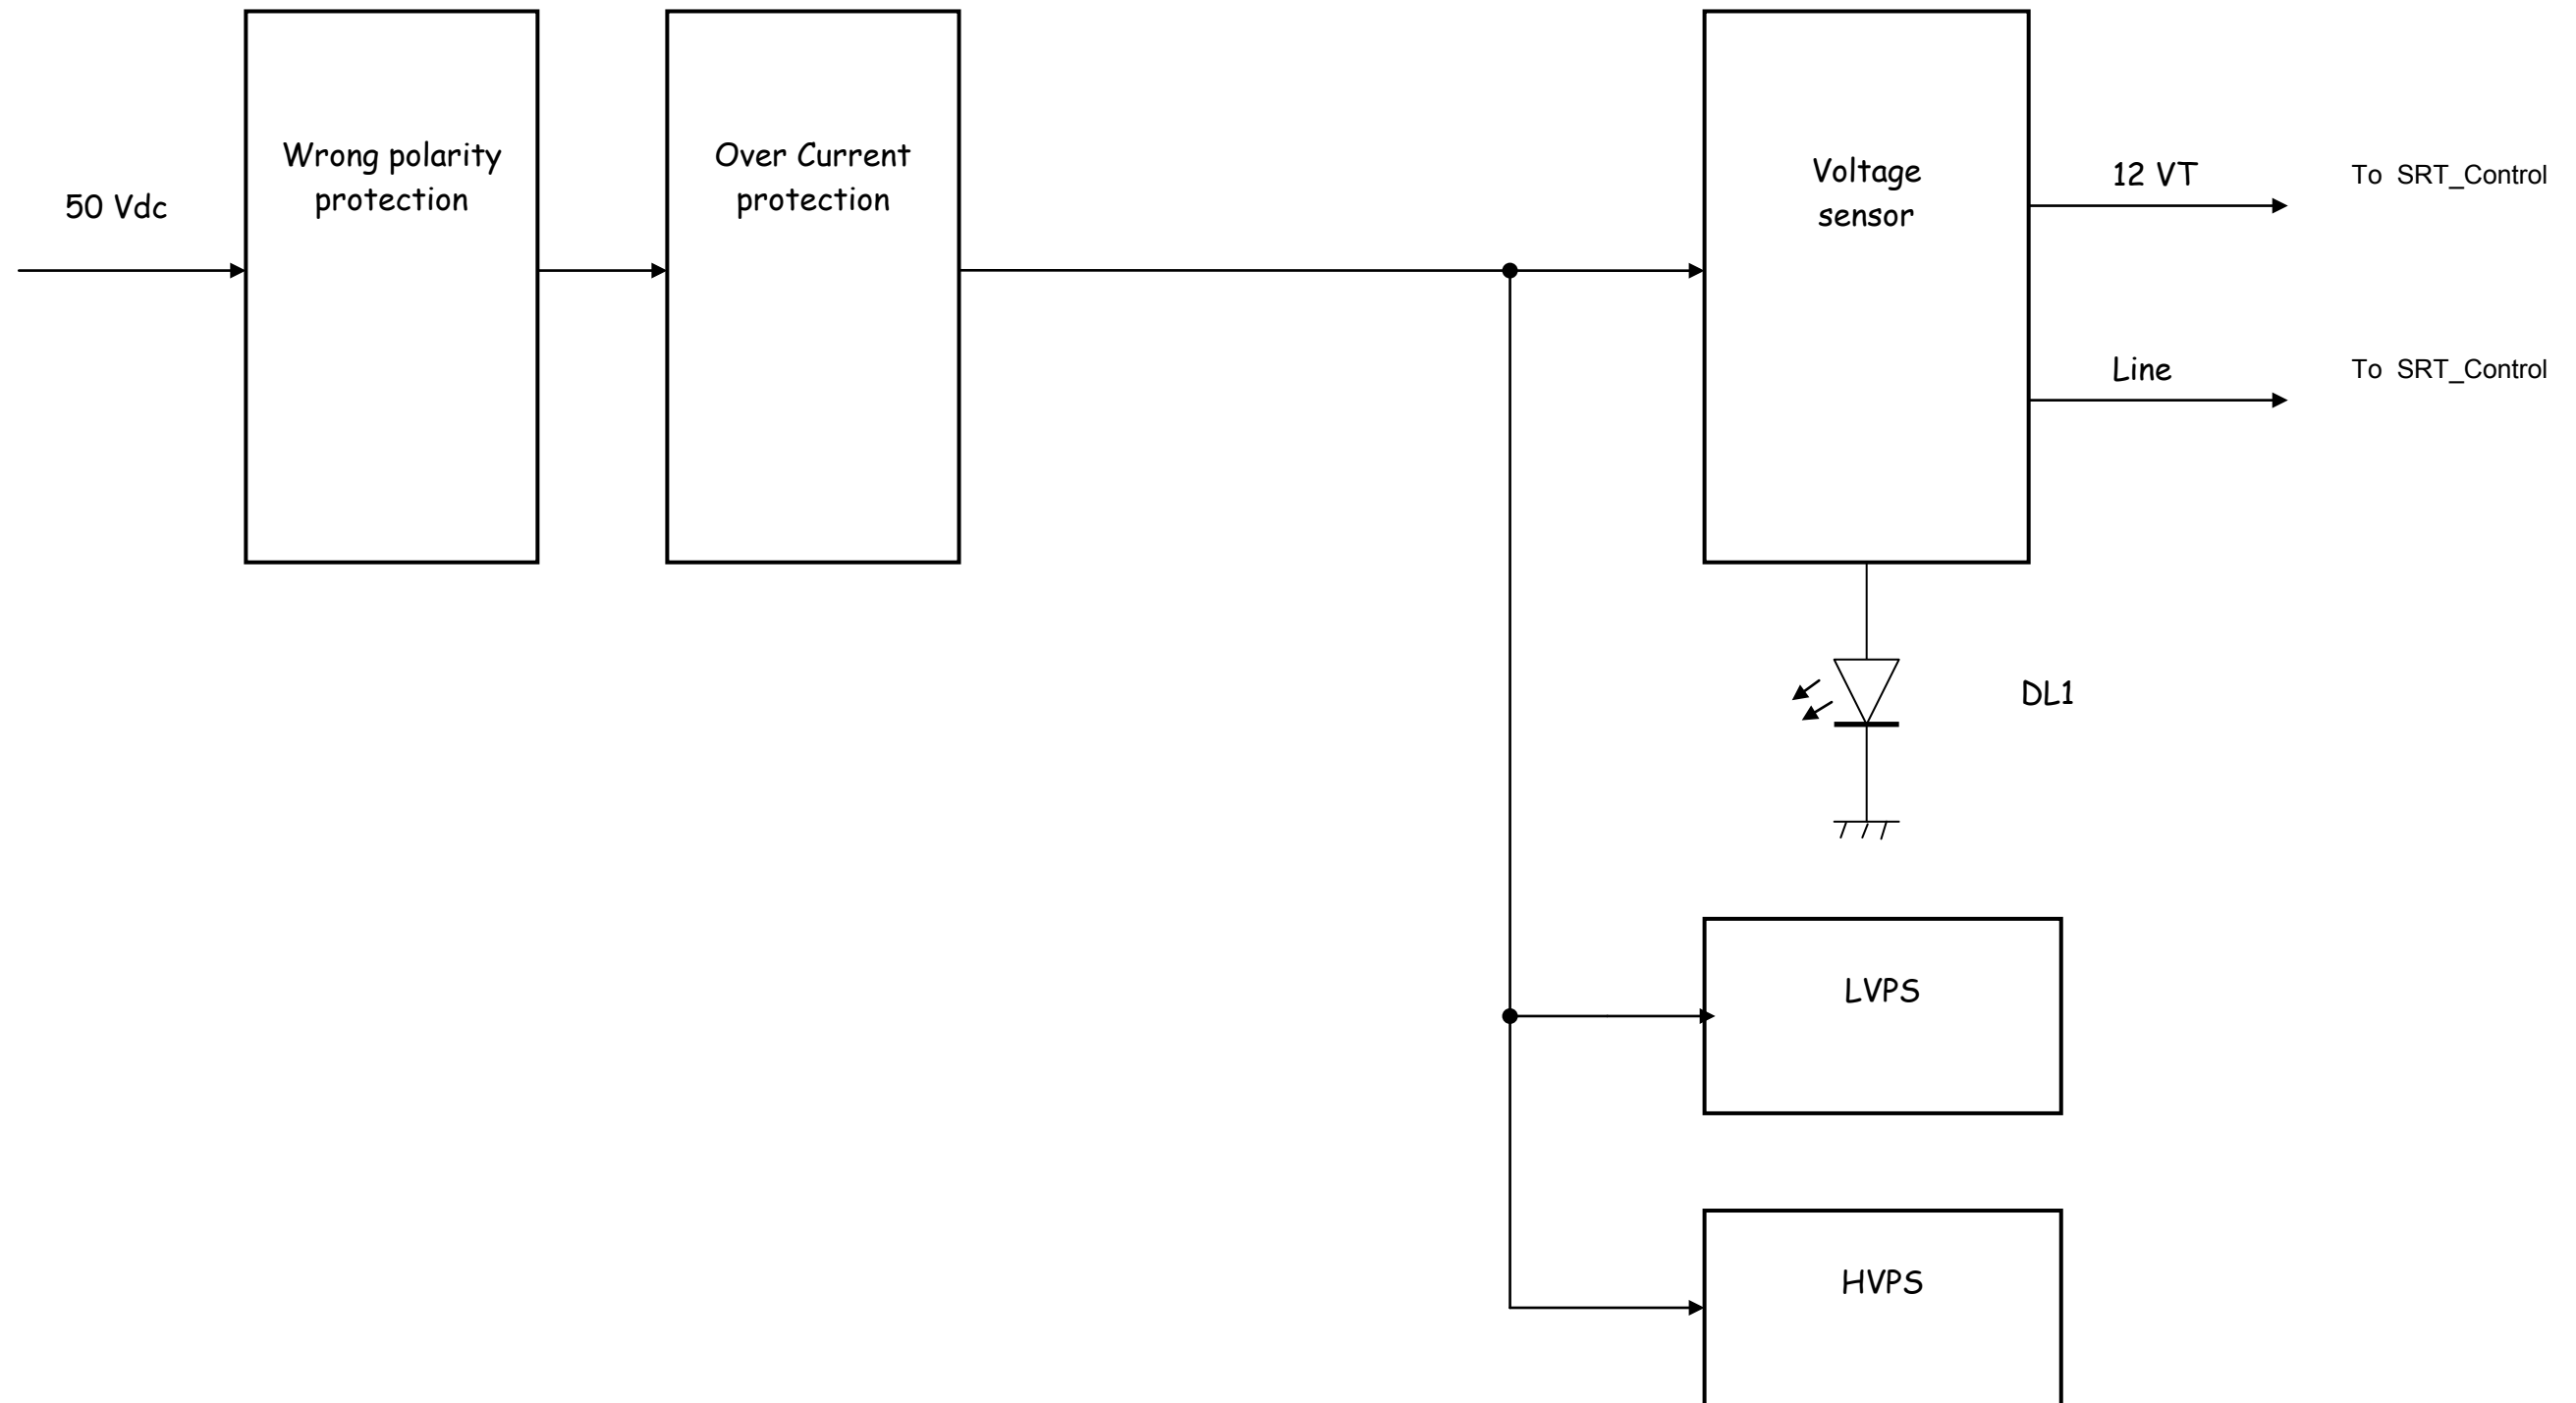 50 Vdc
Wrong polarity
protection
Over Current
protection
Voltage
sensor
12 VT
To SRT_Control
Line
To SRT_Control
DL1
LVPS
HVPS